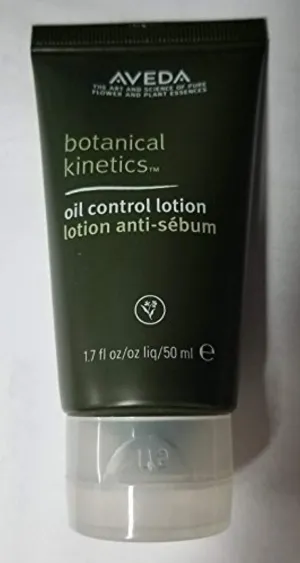 AVEDA
THE ART AND SCIENCE OF PURE
FLOWER AND PLANT ESSENCES
botanical
kinetics™
oil control lotion
lotion anti-sébum
1.7 fl oz/oz liq/50 ml ℮